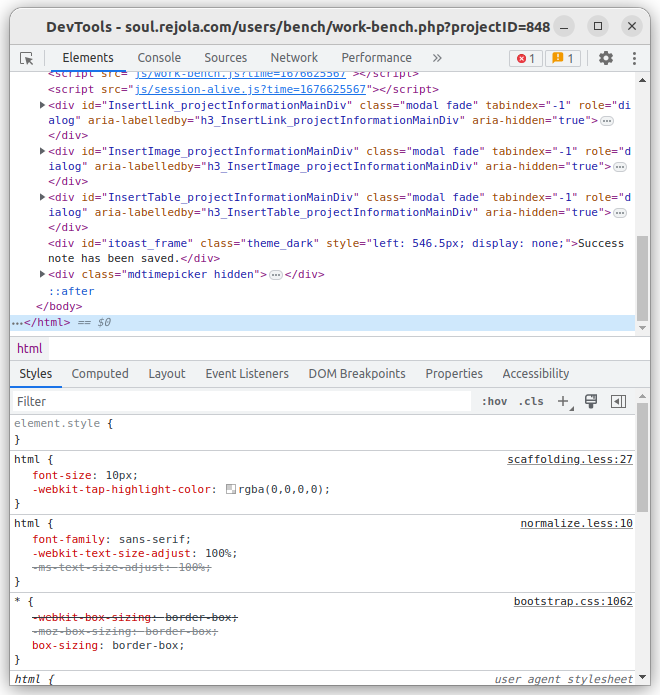 DevTools - soul.rejola.com/users/bench/work-bench.php?projectID=848
Elements Console Sources Network Performance » 1 1
<script src="js/work-bench.js?time=1676625567"></script>
<script src="js/session-alive.js?time=1676625567"></script>
<div id="InsertLink_projectInformationMainDiv" class="modal fade" tabindex="-1" role="di
alog" aria-labelledby="h3_InsertLink_projectInformationMainDiv" aria-hidden="true">…
</div>
<div id="InsertImage_projectInformationMainDiv" class="modal fade" tabindex="-1" role="d
ialog" aria-labelledby="h3_InsertImage_projectInformationMainDiv" aria-hidden="true">…
</div>
<div id="InsertTable_projectInformationMainDiv" class="modal fade" tabindex="-1" role="d
ialog" aria-labelledby="h3_InsertTable_projectInformationMainDiv" aria-hidden="true">…
</div>
<div id="itoast_frame" class="theme_dark" style="left: 546.5px; display: none;">Success
note has been saved.</div>
<div class="mdtimepicker hidden">…</div>
::after
</body>
…</html> == $0
html
Styles Computed Layout Event Listeners DOM Breakpoints Properties Accessibility
Filter :hov .cls +
element.style {
}
html { scaffolding.less:27
font-size: 10px;
-webkit-tap-highlight-color: rgba(0,0,0,0);
}
html { normalize.less:10
font-family: sans-serif;
-webkit-text-size-adjust: 100%;
-ms-text-size-adjust: 100%;
}
* { bootstrap.css:1062
-webkit-box-sizing: border-box;
-moz-box-sizing: border-box;
box-sizing: border-box;
}
html { user agent stylesheet